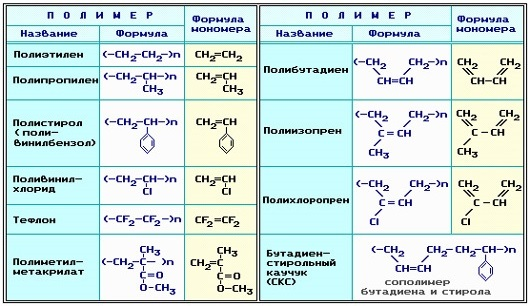 ПОЛИМЕР
Формула мономера
Название
Формула
Полиэтилен
(-CH2-CH2-)n
CH2=CH2
Полипропилен
(-CH2-CH-)n
CH3
CH2=CH
CH3
Полистирол
(поли-
винилбензол)
(-CH2-CH-)n
CH2=CH
Поливинил-
хлорид
(-CH2-CH-)n
Cl
CH2=CH
Cl
Тефлон
(-CF2-CF2-)n
CF2=CF2
Полиметил-
метакрилат
CH3
(-CH2-C-)n
C=O
O-CH3
CH3
CH2=C
C=O
O-CH3
ПОЛИМЕР
Формула
мономера
Название
Формула
Полибутадиен
(-CH2 CH2-)n
CH=CH
CH2 CH2
CH-CH
Полиизопрен
(-CH2 CH2-)n
C=CH
CH3
CH2 CH2
C-CH
CH3
Полихлоропрен
(-CH2 CH2-)n
C=CH
Cl
CH2 CH2
C-CH
Cl
Бутадиен-
стирольный
каучук
(СКС)
(-CH2 CH2-CH2-CH-)n
CH=CH
сополимер
бутадиена и стирола